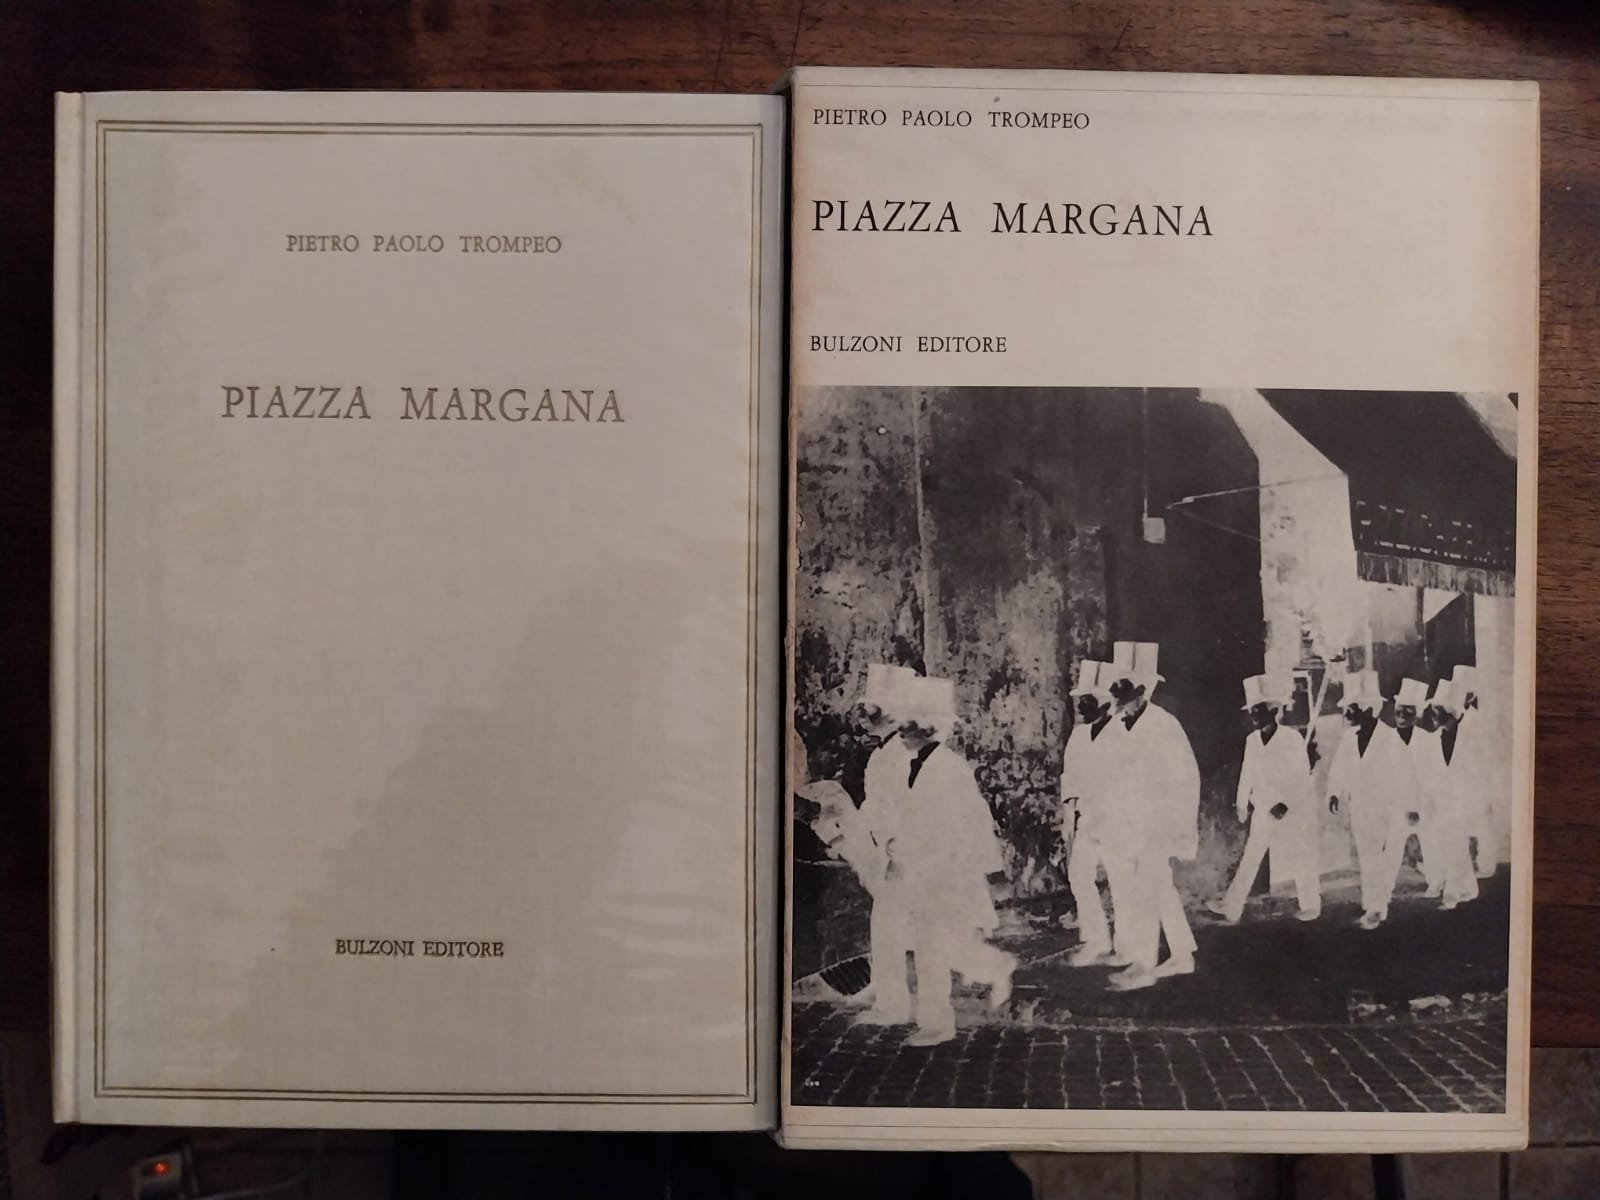 PIETRO PAOLO TROMPEO
PIAZZA MARGANA
BULZONI EDITORE
PIETRO PAOLO TROMPEO
PIAZZA MARGANA
BULZONI EDITORE